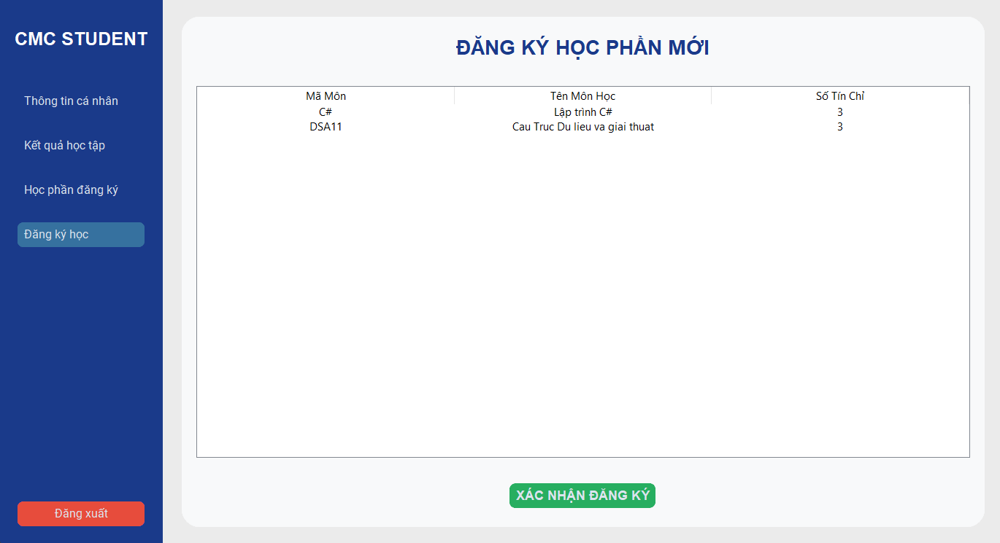 CMC STUDENT
Thông tin cá nhân
Kết quả học tập
Học phần đăng ký
Đăng ký học
Đăng xuất
ĐĂNG KÝ HỌC PHẦN MỚI
Mã Môn Tên Môn Học Số Tín Chỉ
C# Lập trình C# 3
DSA11 Cau Truc Du lieu va giai thuat 3
XÁC NHẬN ĐĂNG KÝ